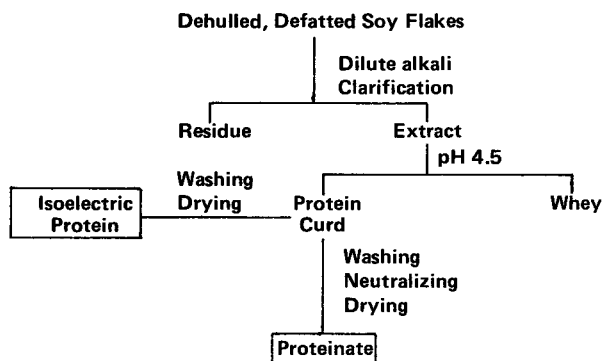 Dehulled, Defatted Soy Flakes
Dilute alkali
Clarification
Residue
Extract
pH 4.5
Washing
Drying
Isoelectric
Protein
Protein
Curd
Whey
Washing
Neutralizing
Drying
Proteinate